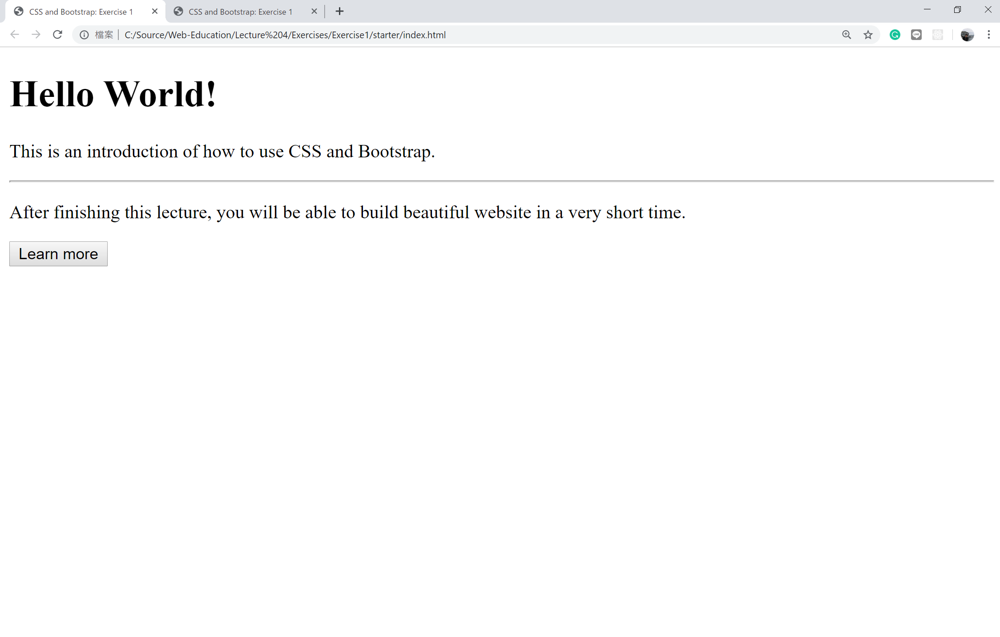 CSS and Bootstrap: Exercise 1
CSS and Bootstrap: Exercise 1
檔案 C:/Source/Web-Education/Lecture%204/Exercises/Exercise1/starter/index.html
LINE
Hello World!
This is an introduction of how to use CSS and Bootstrap.
After finishing this lecture, you will be able to build beautiful website in a very short time.
Learn more